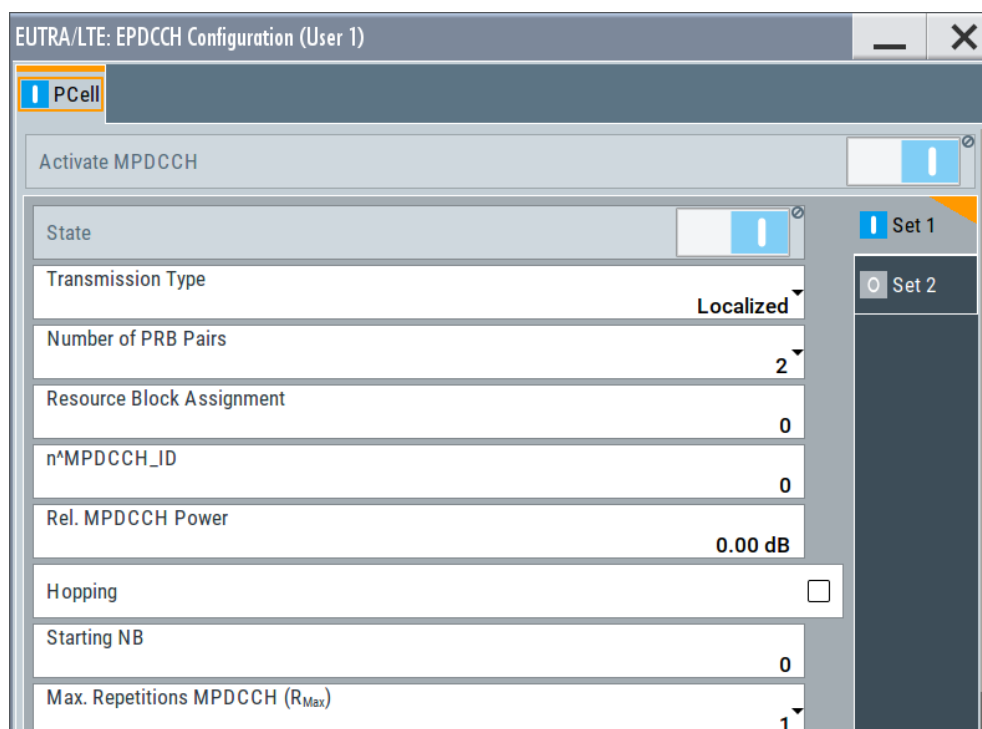 EUTRA/LTE: EPDCCH Configuration (User 1)
PCell
Activate MPDCCH
State
Set 1
Transmission Type
Localized
Set 2
Number of PRB Pairs
2
Resource Block Assignment
0
n^MPDCCH_ID
0
Rel. MPDCCH Power
0.00 dB
Hopping
Starting NB
0
Max. Repetitions MPDCCH (RMax)
1